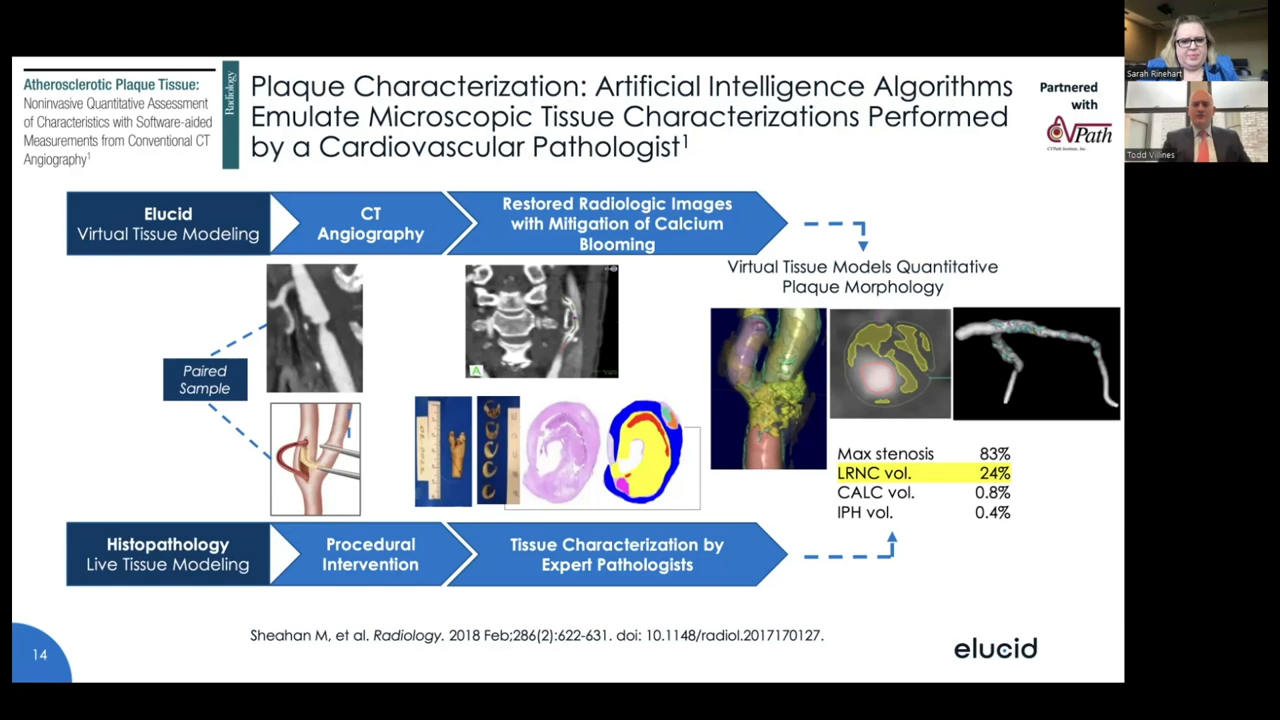 Atherosclerotic Plaque Tissue:
Noninvasive Quantitative Assessment
of Characteristics with Software-aided
Measurements from Conventional CT
Angiography¹
Radiology
Plaque Characterization: Artificial Intelligence Algorithms
Emulate Microscopic Tissue Characterizations Performed
by a Cardiovascular Pathologist¹
Partnered
with
CVPath
CVPath Institute, Inc.
Sarah Rinehart
Todd Villines
Elucid
Virtual Tissue Modeling
CT
Angiography
Restored Radiologic Images
with Mitigation of Calcium
Blooming
Virtual Tissue Models Quantitative
Plaque Morphology
Paired
Sample
A
Max stenosis 83%
LRNC vol. 24%
CALC vol. 0.8%
IPH vol. 0.4%
Histopathology
Live Tissue Modeling
Procedural
Intervention
Tissue Characterization by
Expert Pathologists
Sheahan M, et al. Radiology. 2018 Feb;286(2):622-631. doi: 10.1148/radiol.2017170127.
14
elucid